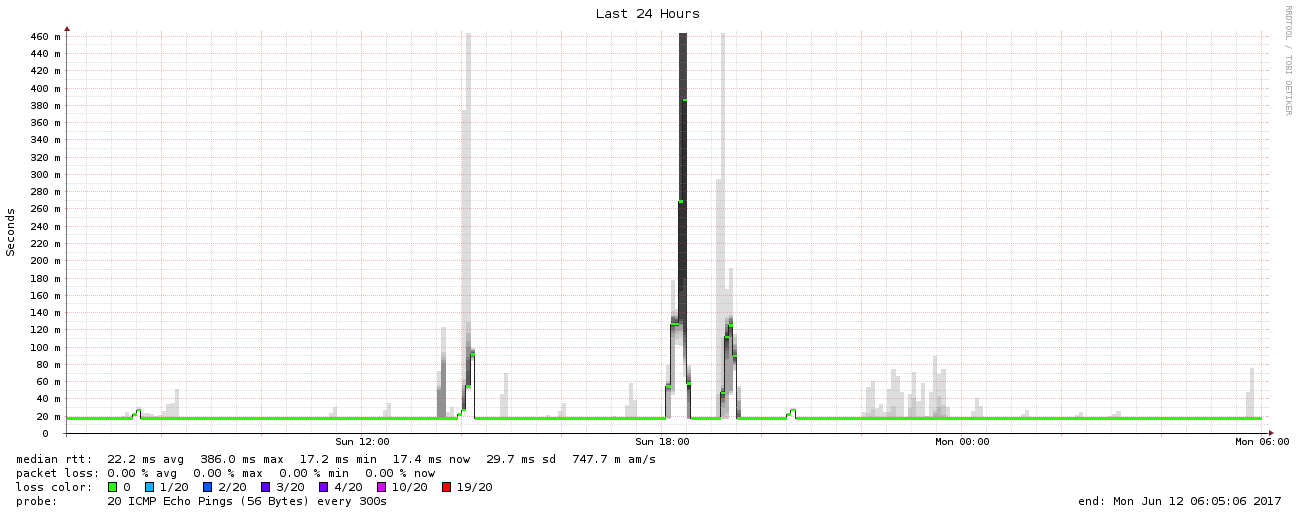 Last 24 Hours
RRDTOOL / TOBI OETIKER
Seconds
460 m
440 m
420 m
400 m
380 m
360 m
340 m
320 m
300 m
280 m
260 m
240 m
220 m
200 m
180 m
160 m
140 m
120 m
100 m
80 m
60 m
40 m
20 m
0
Sun 12:00 Sun 18:00 Mon 00:00 Mon 06:00
median rtt: 22.2 ms avg 386.0 ms max 17.2 ms min 17.4 ms now 29.7 ms sd 747.7 m am/s
packet loss: 0.00 % avg 0.00 % max 0.00 % min 0.00 % now
loss color: 0 1/20 2/20 3/20 4/20 10/20 19/20
probe: 20 ICMP Echo Pings (56 Bytes) every 300s end: Mon Jun 12 06:05:06 2017